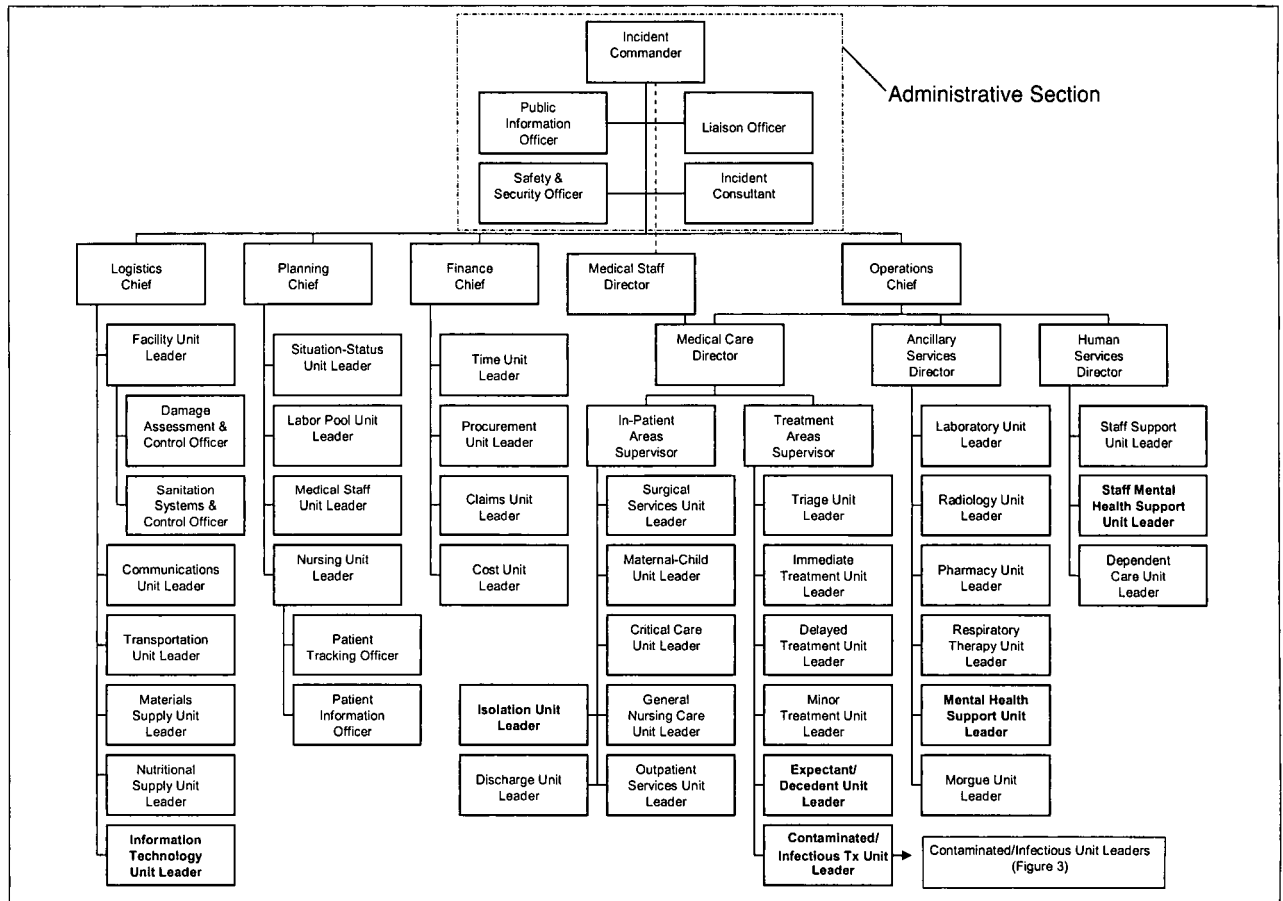 Incident
Commander
Administrative Section
Public
Information
Officer
Liaison Officer
Safety &
Security Officer
Incident
Consultant
Logistics
Chief
Planning
Chief
Finance
Chief
Medical Staff
Director
Operations
Chief
Facility Unit
Leader
Damage
Assessment &
Control Officer
Sanitation
Systems &
Control Officer
Communications
Unit Leader
Transportation
Unit Leader
Materials
Supply Unit
Leader
Nutritional
Supply Unit
Leader
Information
Technology
Unit Leader
Situation-Status
Unit Leader
Labor Pool Unit
Leader
Medical Staff
Unit Leader
Nursing Unit
Leader
Patient
Tracking Officer
Patient
Information
Officer
Time Unit
Leader
Procurement
Unit Leader
Claims Unit
Leader
Cost Unit
Leader
Medical Care
Director
Ancillary
Services
Director
Human
Services
Director
In-Patient
Areas
Supervisor
Surgical
Services Unit
Leader
Maternal-Child
Unit Leader
Critical Care
Unit Leader
Isolation Unit
Leader
General
Nursing Care
Unit Leader
Discharge Unit
Leader
Outpatient
Services Unit
Leader
Treatment
Areas
Supervisor
Triage Unit
Leader
Immediate
Treatment Unit
Leader
Delayed
Treatment Unit
Leader
Minor
Treatment Unit
Leader
Expectant/
Decedent Unit
Leader
Contaminated/
Infectious Tx Unit
Leader
Contaminated/Infectious Unit Leaders
(Figure 3)
Laboratory Unit
Leader
Radiology Unit
Leader
Pharmacy Unit
Leader
Respiratory
Therapy Unit
Leader
Mental Health
Support Unit
Leader
Morgue Unit
Leader
Staff Support
Unit Leader
Staff Mental
Health Support
Unit Leader
Dependent
Care Unit
Leader